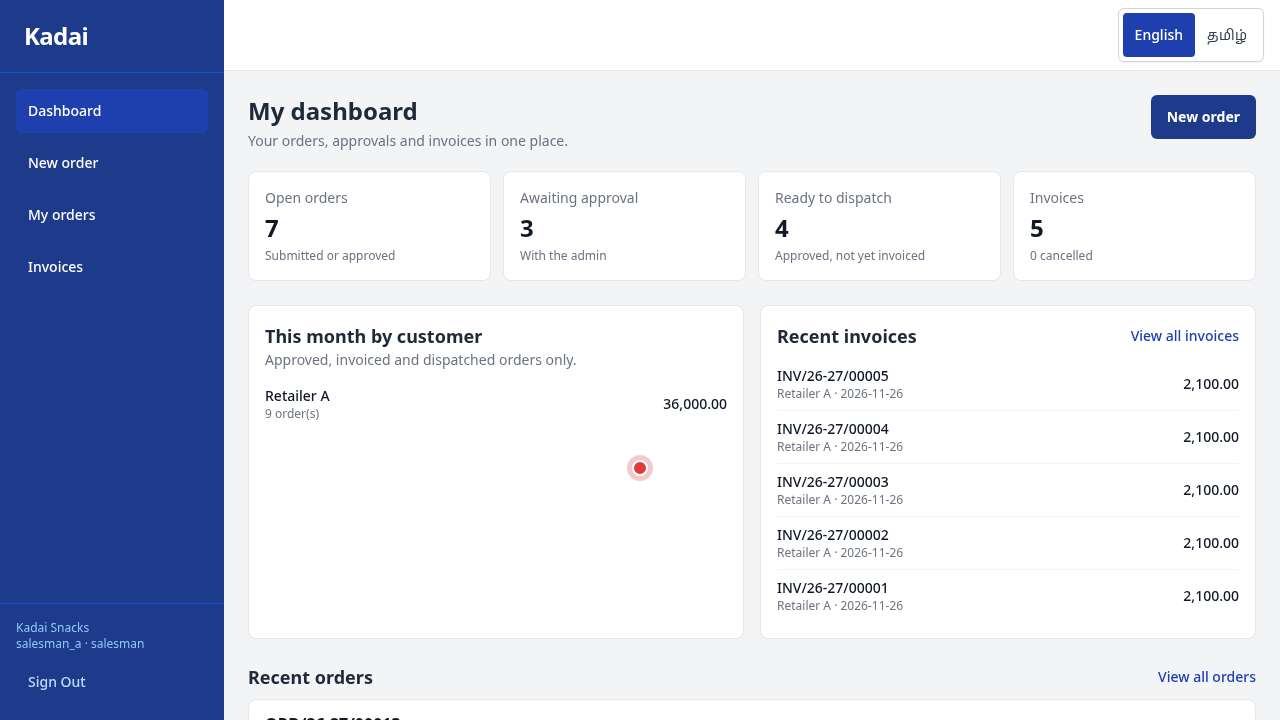 Kadai
English
தமிழ்
Dashboard
New order
My orders
Invoices
Kadai Snacks
salesman_a · salesman
Sign Out
My dashboard
Your orders, approvals and invoices in one place.
New order
Open orders
7
Submitted or approved
Awaiting approval
3
With the admin
Ready to dispatch
4
Approved, not yet invoiced
Invoices
5
0 cancelled
This month by customer
Approved, invoiced and dispatched orders only.
Retailer A
9 order(s)
36,000.00
Recent invoices
View all invoices
INV/26-27/00005
Retailer A · 2026-11-26
2,100.00
INV/26-27/00004
Retailer A · 2026-11-26
2,100.00
INV/26-27/00003
Retailer A · 2026-11-26
2,100.00
INV/26-27/00002
Retailer A · 2026-11-26
2,100.00
INV/26-27/00001
Retailer A · 2026-11-26
2,100.00
Recent orders
View all orders